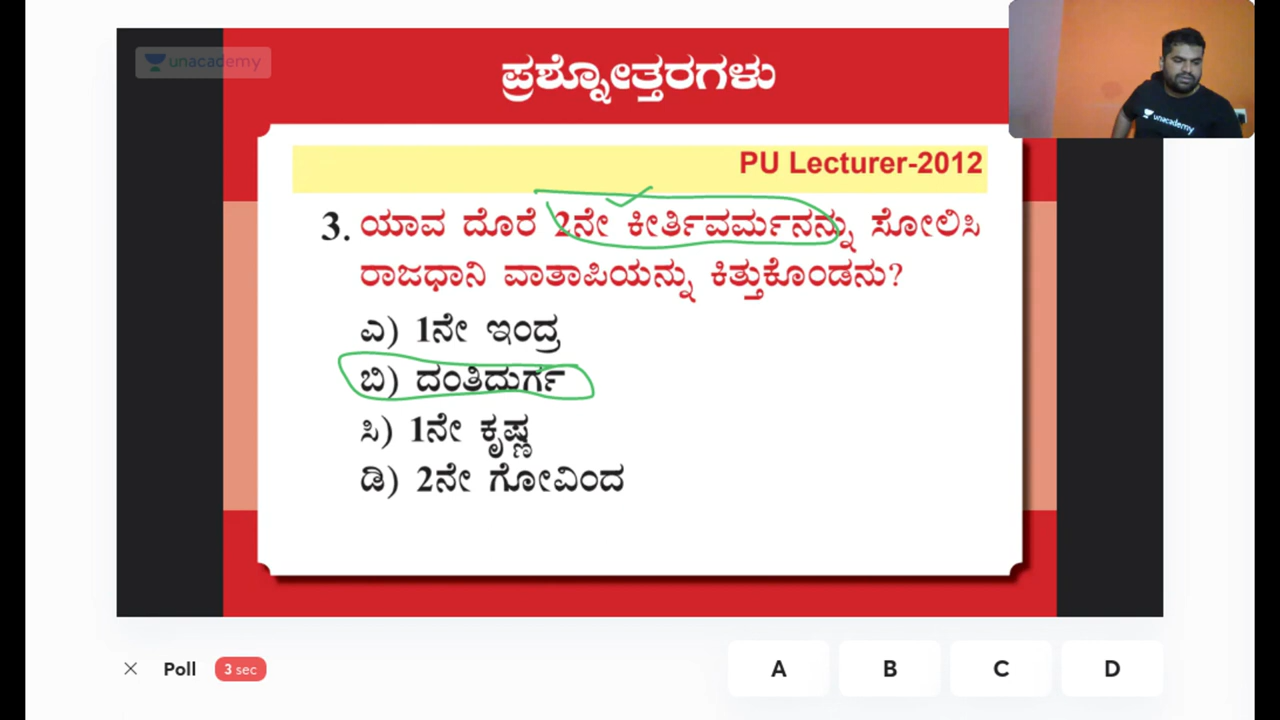 unacademy
ಪ್ರಶ್ನೋತ್ತರಗಳು
unacademy
PU Lecturer-2012
3. ಯಾವ ದೊರೆ 2ನೇ ಕೀರ್ತಿವರ್ಮನನ್ನು ಸೋಲಿಸಿ
ರಾಜಧಾನಿ ವಾತಾಪಿಯನ್ನು ಕಿತ್ತುಕೊಂಡನು?
ಎ) 1ನೇ ಇಂದ್ರ
ಬಿ) ದಂತಿದುರ್ಗ
ಸಿ) 1ನೇ ಕೃಷ್ಣ
ಡಿ) 2ನೇ ಗೋವಿಂದ
Poll 3 sec A B C D